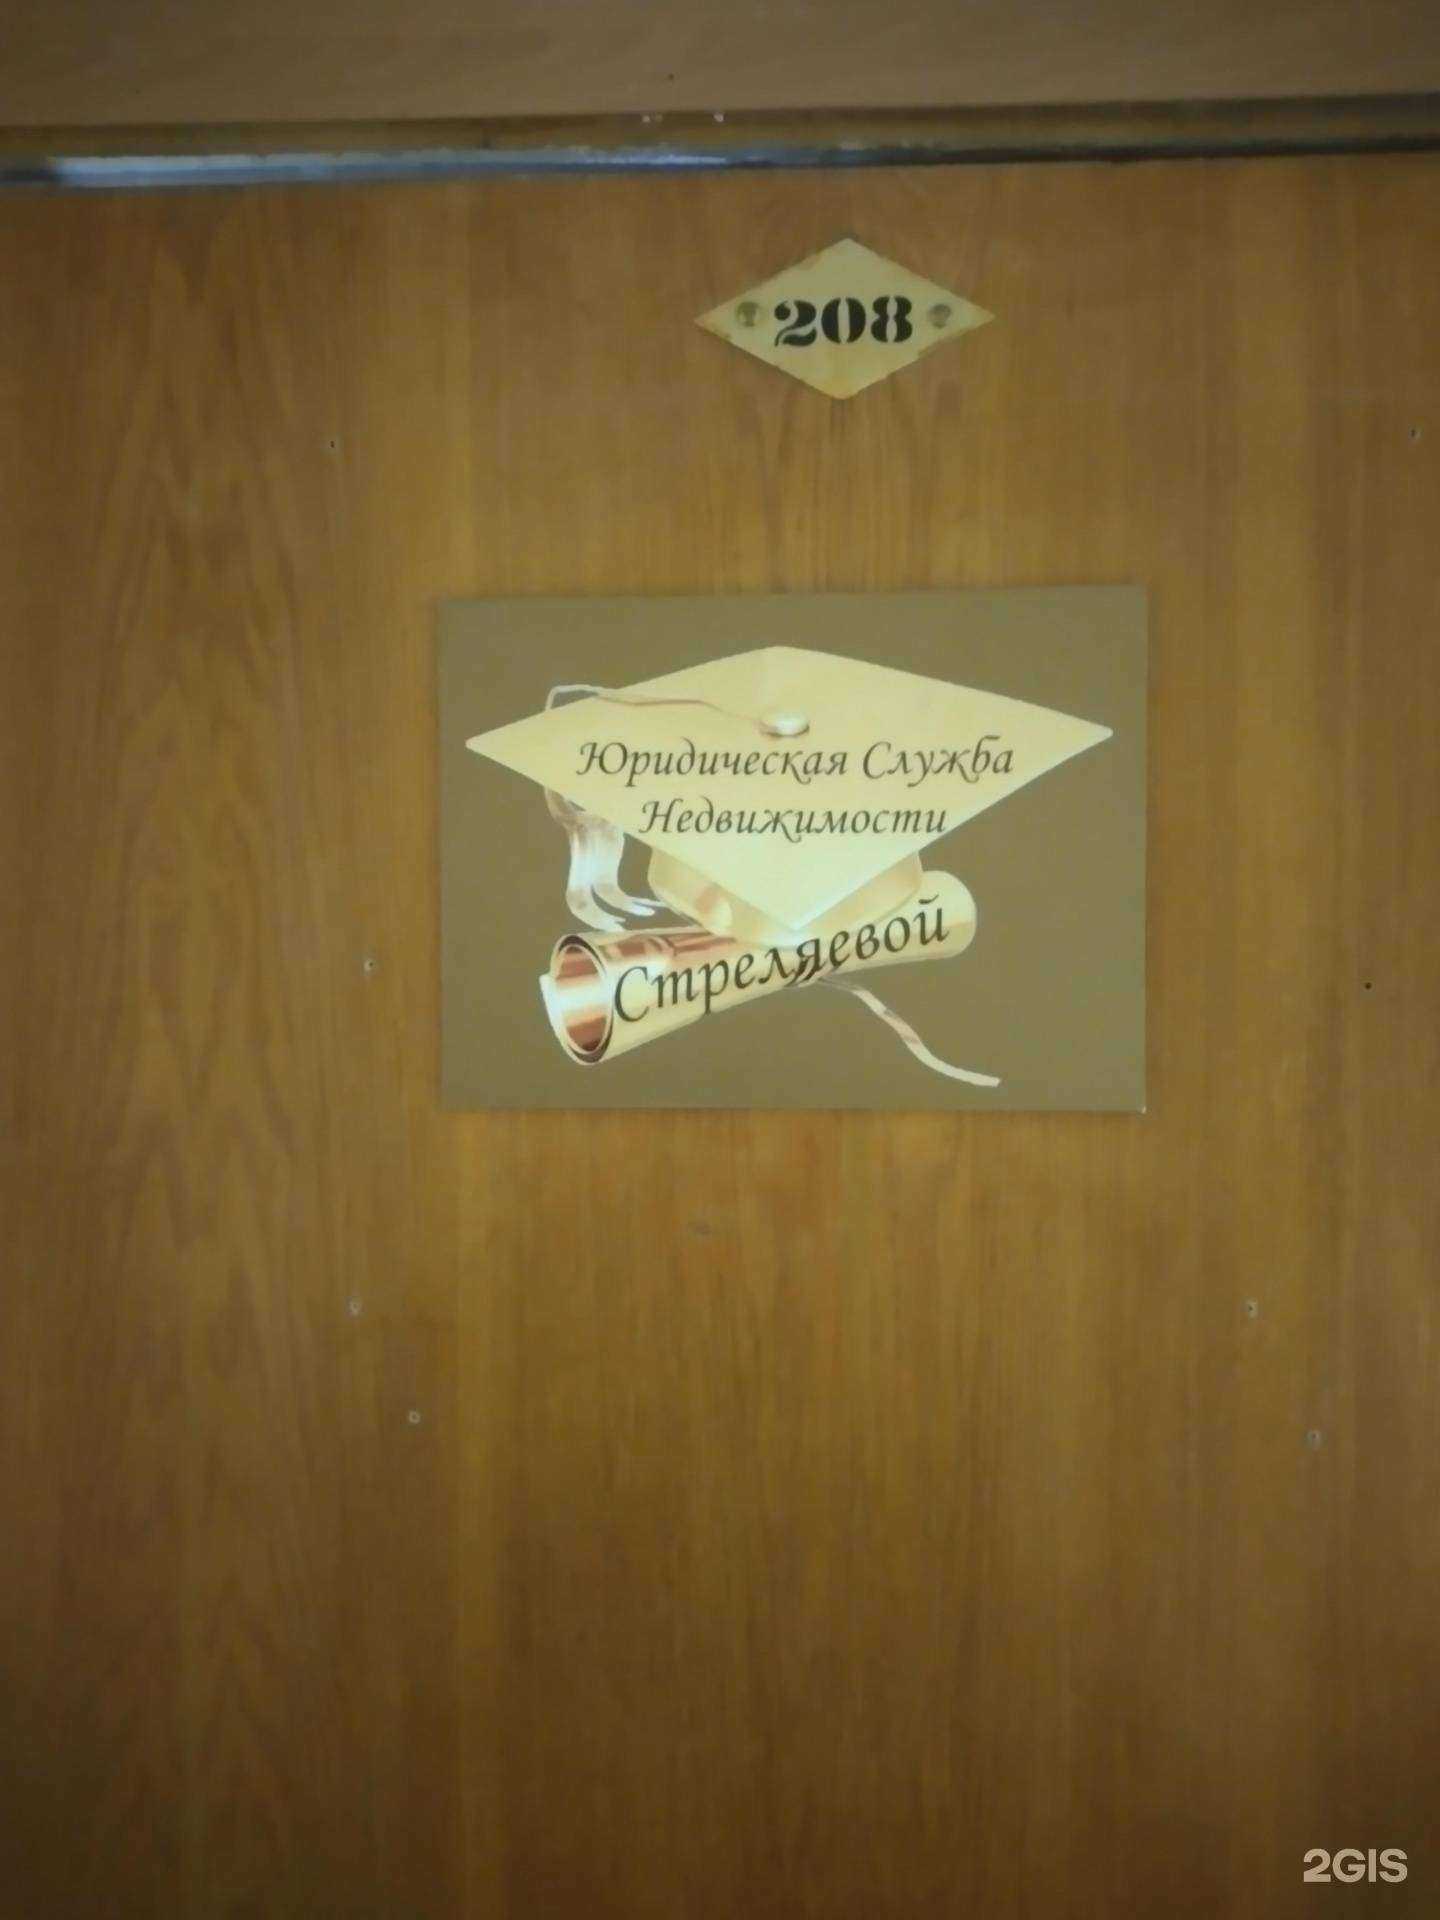 208
Юридическая Служба
Недвижимости
Стреляевой
2GIS